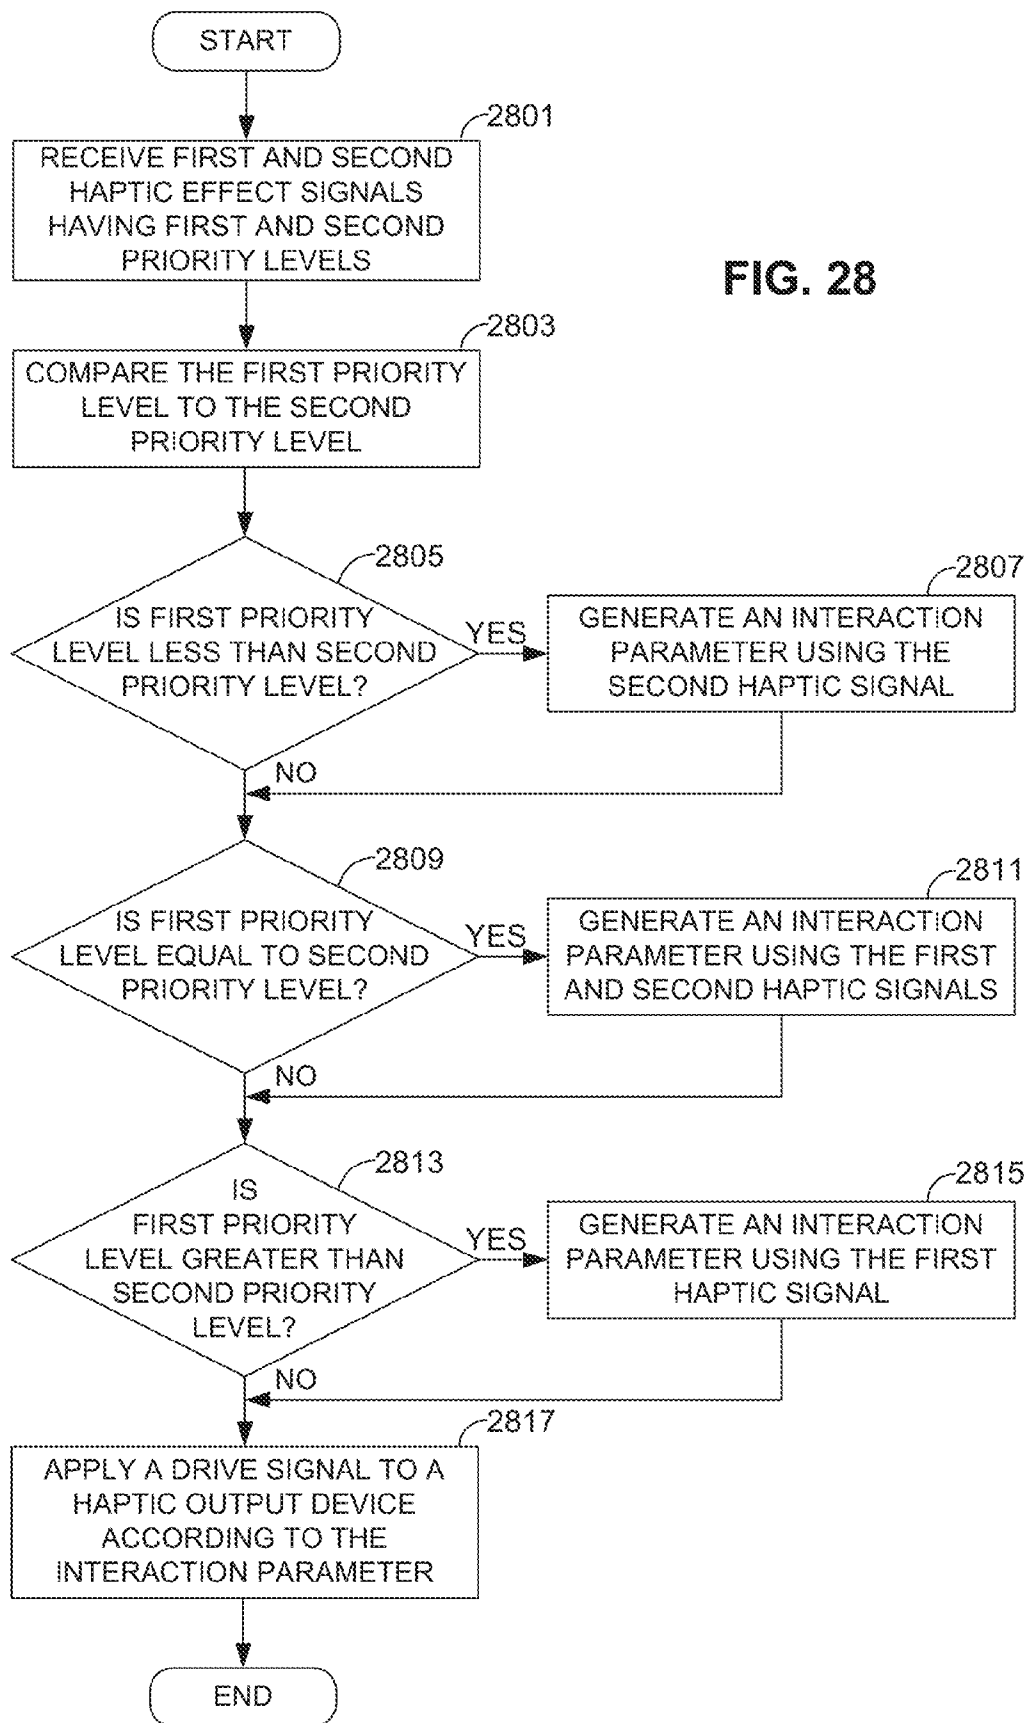 START
2801
RECEIVE FIRST AND SECOND
HAPTIC EFFECT SIGNALS
HAVING FIRST AND SECOND
PRIORITY LEVELS
FIG. 28
2803
COMPARE THE FIRST PRIORITY
LEVEL TO THE SECOND
PRIORITY LEVEL
2805
IS FIRST PRIORITY
LEVEL LESS THAN SECOND
PRIORITY LEVEL?
YES
2807
GENERATE AN INTERACTION
PARAMETER USING THE
SECOND HAPTIC SIGNAL
NO
2809
IS FIRST PRIORITY
LEVEL EQUAL TO SECOND
PRIORITY LEVEL?
YES
2811
GENERATE AN INTERACTION
PARAMETER USING THE FIRST
AND SECOND HAPTIC SIGNALS
NO
2813
IS
FIRST PRIORITY
LEVEL GREATER THAN
SECOND PRIORITY
LEVEL?
YES
2815
GENERATE AN INTERACTION
PARAMETER USING THE FIRST
HAPTIC SIGNAL
NO
2817
APPLY A DRIVE SIGNAL TO A
HAPTIC OUTPUT DEVICE
ACCORDING TO THE
INTERACTION PARAMETER
END